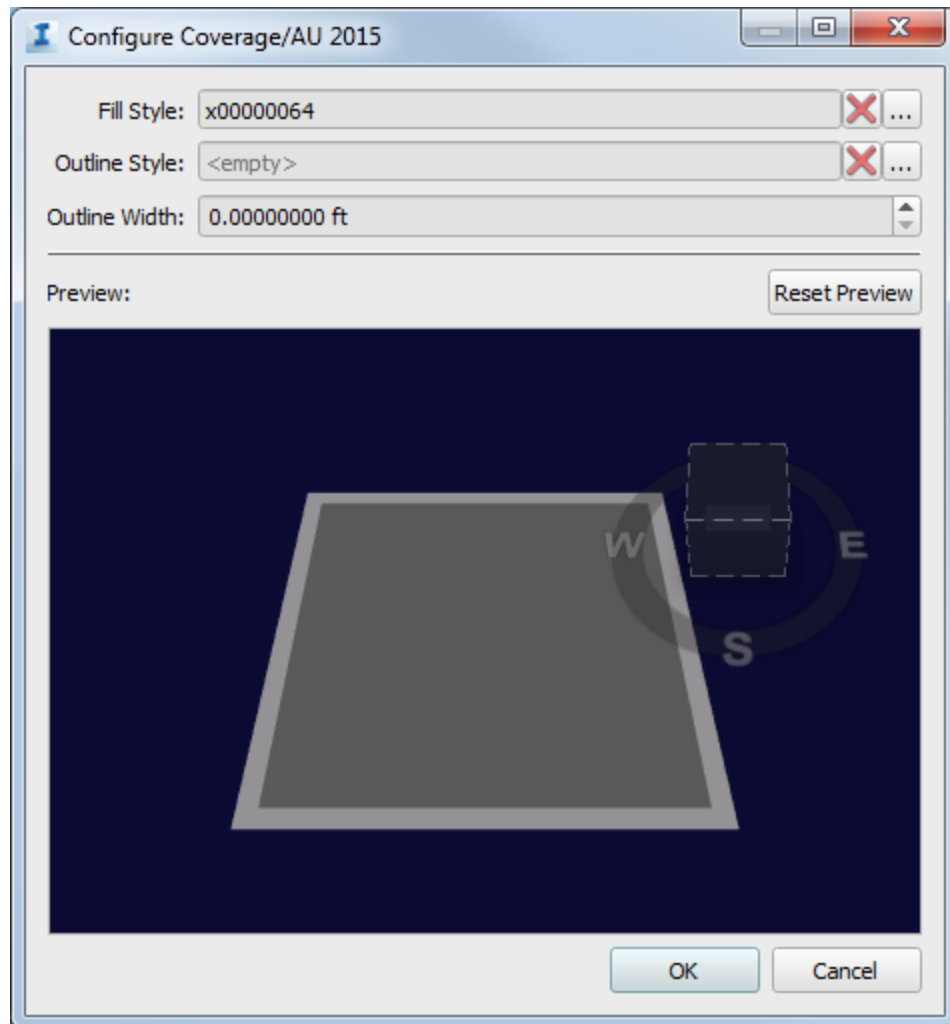 Configure Coverage/AU 2015
Fill Style: x00000064 ...
Outline Style: <empty> ...
Outline Width: 0.00000000 ft
Preview: Reset Preview
W E
S
OK Cancel